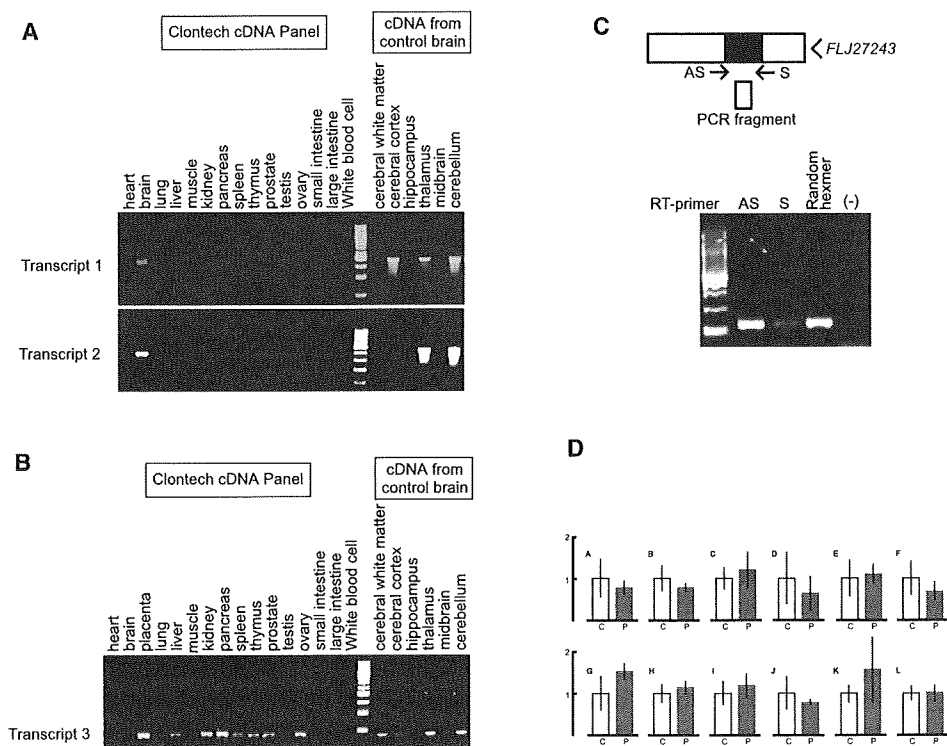 A
Clontech cDNA Panel
cDNA from
control brain
heart
brain
lung
liver
muscle
kidney
pancreas
spleen
thymus
prostate
testis
ovary
small intestine
large intestine
White blood cell
cerebral white matter
cerebral cortex
hippocampus
thalamus
midbrain
cerebellum
Transcript 1
Transcript 2
B
Clontech cDNA Panel
cDNA from
control brain
heart
brain
placenta
lung
liver
muscle
kidney
pancreas
spleen
thymus
prostate
testis
ovary
small intestine
large intestine
White blood cell
cerebral white matter
cerebral cortex
hippocampus
thalamus
midbrain
cerebellum
Transcript 3
C
FLJ27243
AS
S
PCR fragment
RT-primer
AS
S
Random
hexmer
(-)
D
2
1
A
B
C
D
E
F
C P C P C P C P C P C P
2
1
G
H
I
J
K
L
C P C P C P C P C P C P